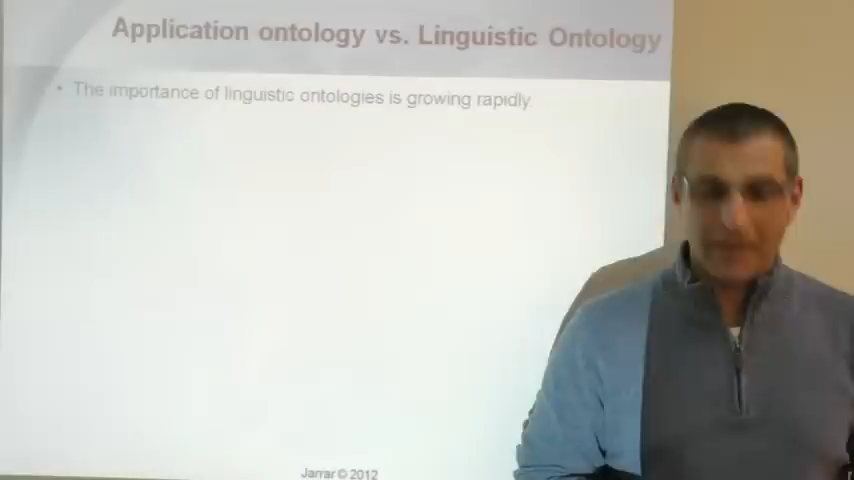 Application ontology vs. Linguistic Ontology
• The importance of linguistic ontologies is growing rapidly.
Jarrar © 2012